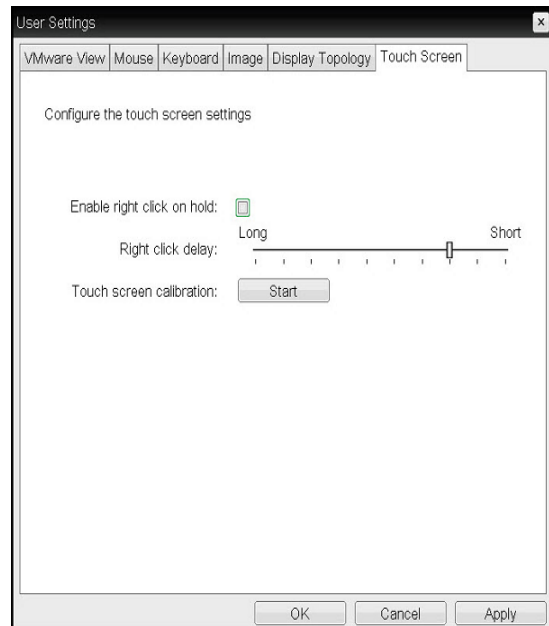 User Settings
VMware View Mouse Keyboard Image Display Topology Touch Screen
Configure the touch screen settings
Enable right click on hold:
Long Short
Right click delay:
Touch screen calibration: Start
OK Cancel Apply